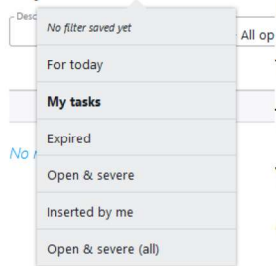 Desc
No filter saved yet
All op
For today
My tasks
Expired
No r
Open & severe
Inserted by me
Open & severe (all)